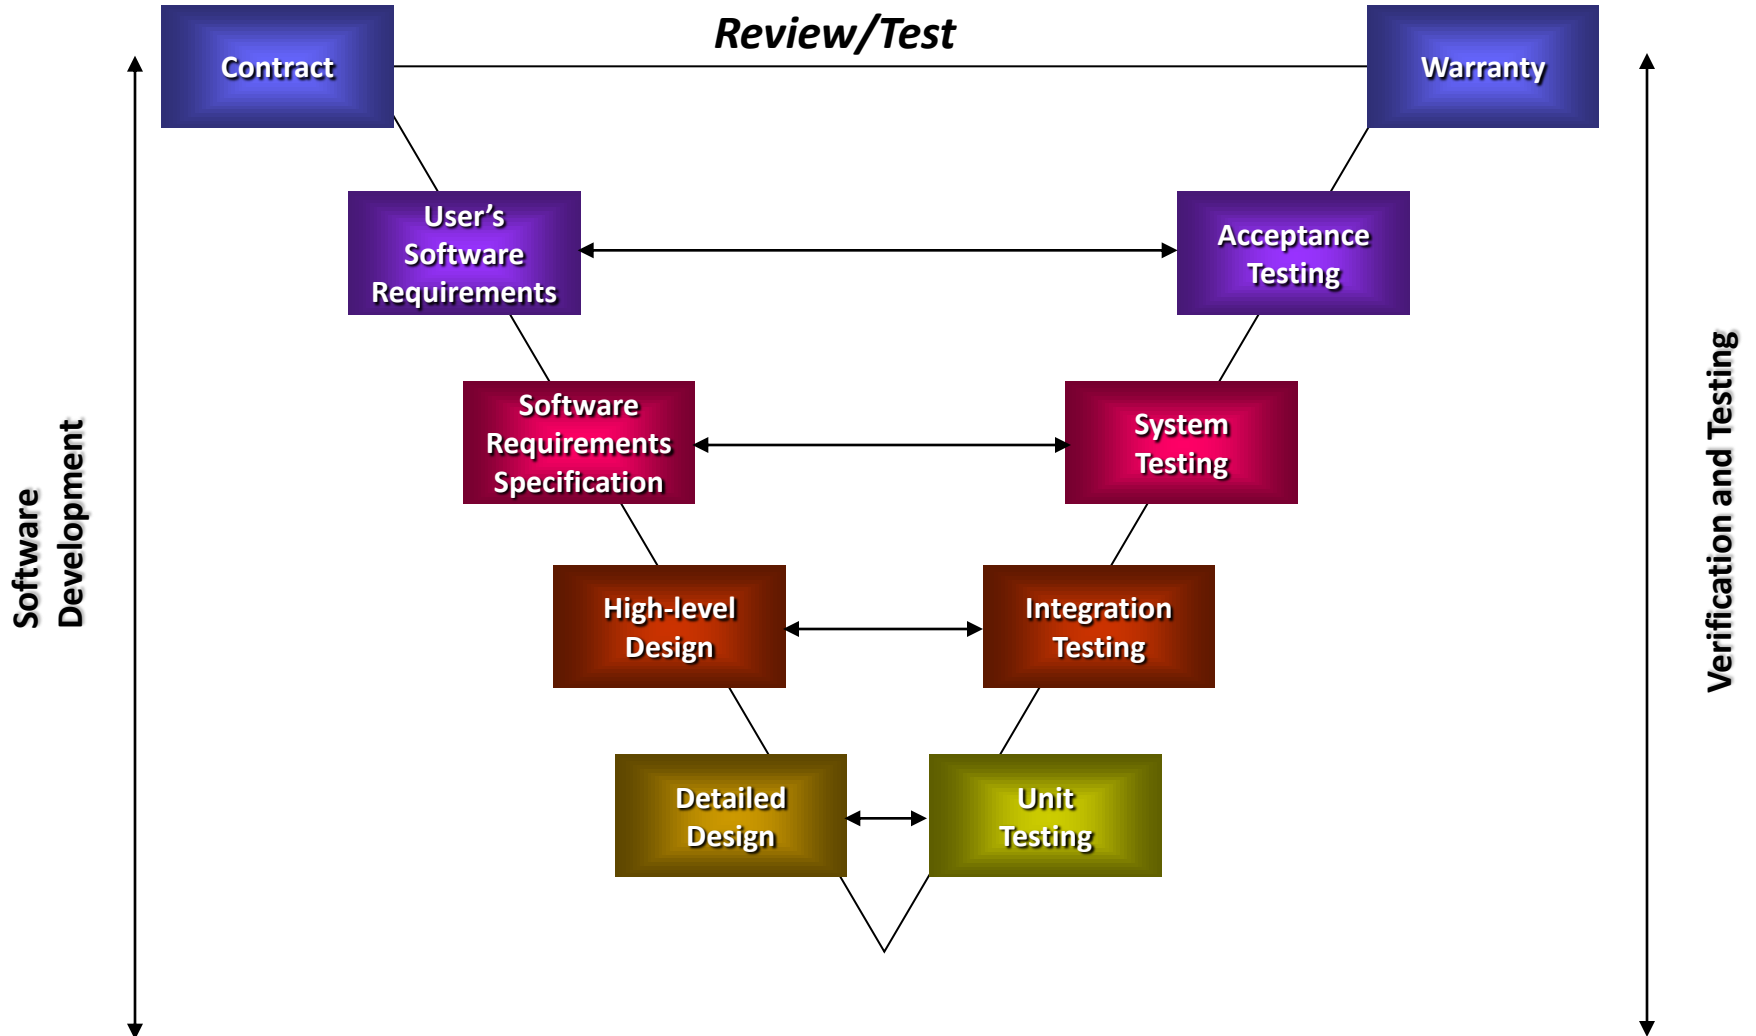 Review/Test
Contract
Warranty
User’s
Software
Requirements
Acceptance
Testing
Software
Requirements
Specification
System
Testing
High-level
Design
Integration
Testing
Detailed
Design
Unit
Testing
Software
Development
Verification and Testing